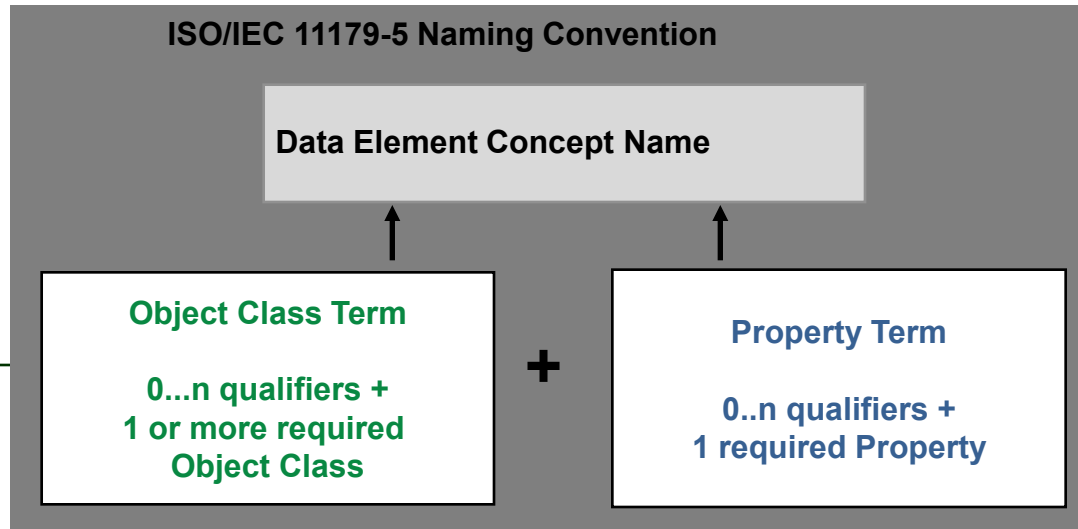 ISO/IEC 11179-5 Naming Convention
Data Element Concept Name
Object Class Term
0...n qualifiers +
1 or more required
Object Class
+
Property Term
0..n qualifiers +
1 required Property